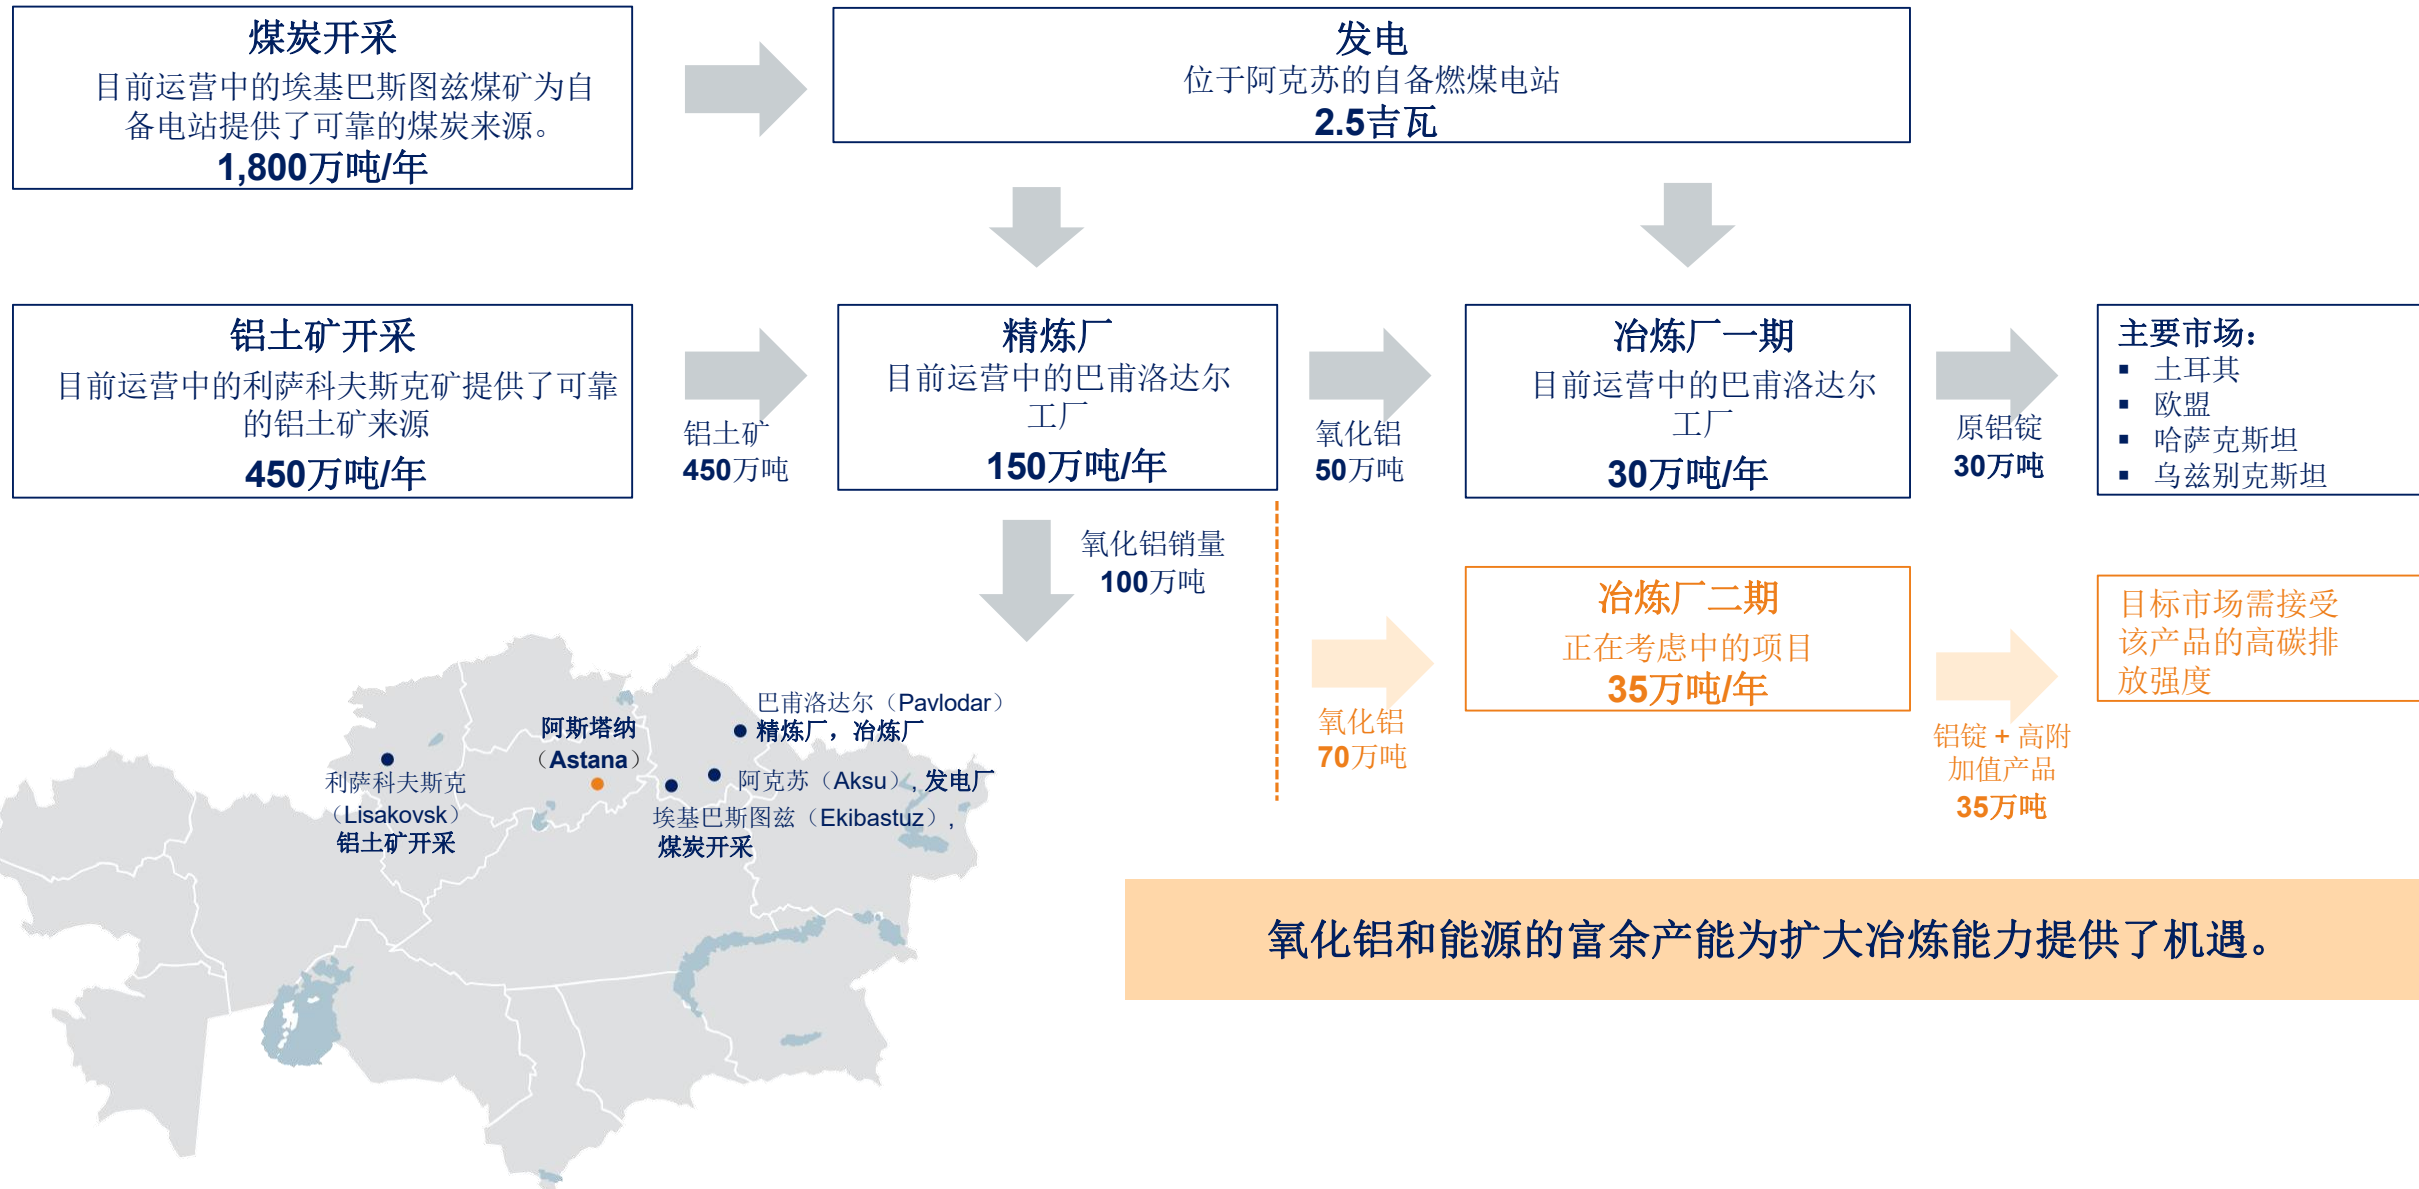 煤炭开采
目前运营中的埃基巴斯图兹煤矿为自
备电站提供了可靠的煤炭来源。
1,800万吨/年
发电
位于阿克苏的自备燃煤电站
2.5吉瓦
铝土矿开采
目前运营中的利萨科夫斯克矿提供了可靠
的铝土矿来源
450万吨/年
铝土矿
450万吨
精炼厂
目前运营中的巴甫洛达尔
工厂
150万吨/年
氧化铝
50万吨
冶炼厂一期
目前运营中的巴甫洛达尔
工厂
30万吨/年
原铝锭
30万吨
主要市场：
▪ 土耳其
▪ 欧盟
▪ 哈萨克斯坦
▪ 乌兹别克斯坦
氧化铝销量
100万吨
氧化铝
70万吨
冶炼厂二期
正在考虑中的项目
35万吨/年
铝锭 + 高附
加值产品
35万吨
目标市场需接受
该产品的高碳排
放强度
巴甫洛达尔（Pavlodar）
精炼厂，冶炼厂
阿斯塔纳
（Astana）
利萨科夫斯克
（Lisakovsk）
铝土矿开采
阿克苏（Aksu）, 发电厂
埃基巴斯图兹（Ekibastuz）,
煤炭开采
氧化铝和能源的富余产能为扩大冶炼能力提供了机遇。